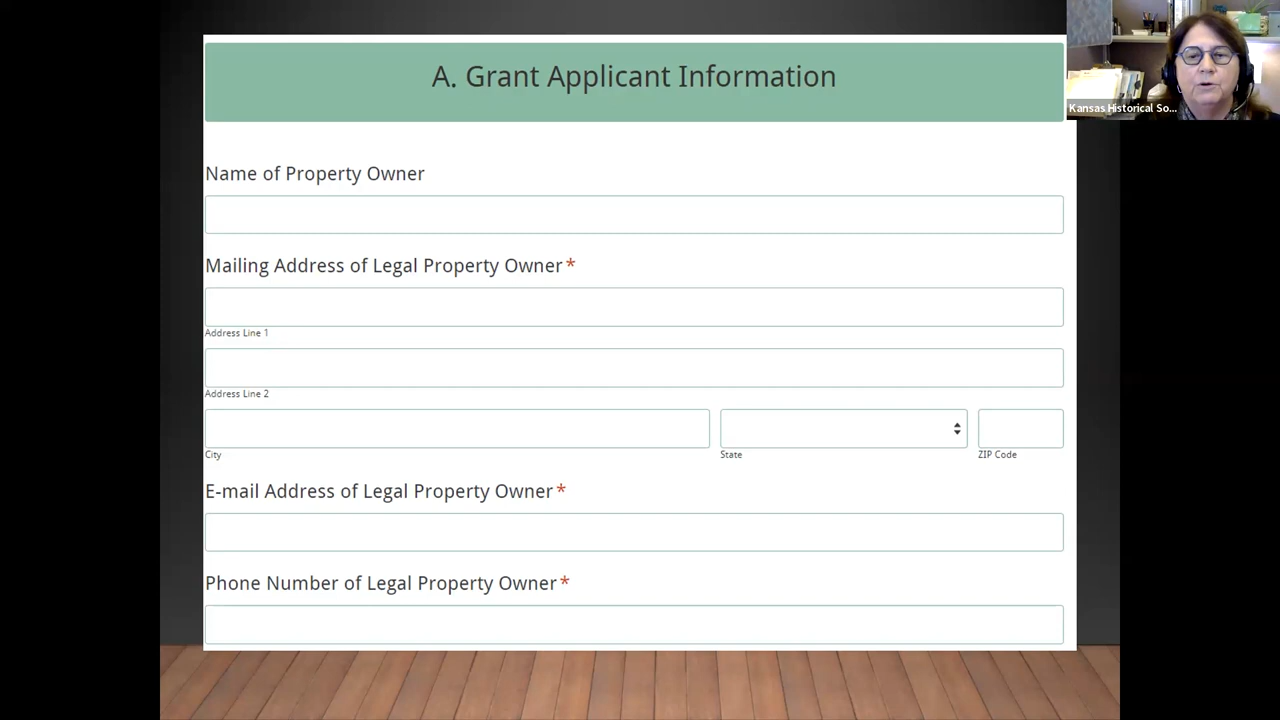 A. Grant Applicant Information
Kansas Historical So...
Name of Property Owner
Mailing Address of Legal Property Owner *
Address Line 1
Address Line 2
City State ZIP Code
E-mail Address of Legal Property Owner *
Phone Number of Legal Property Owner *